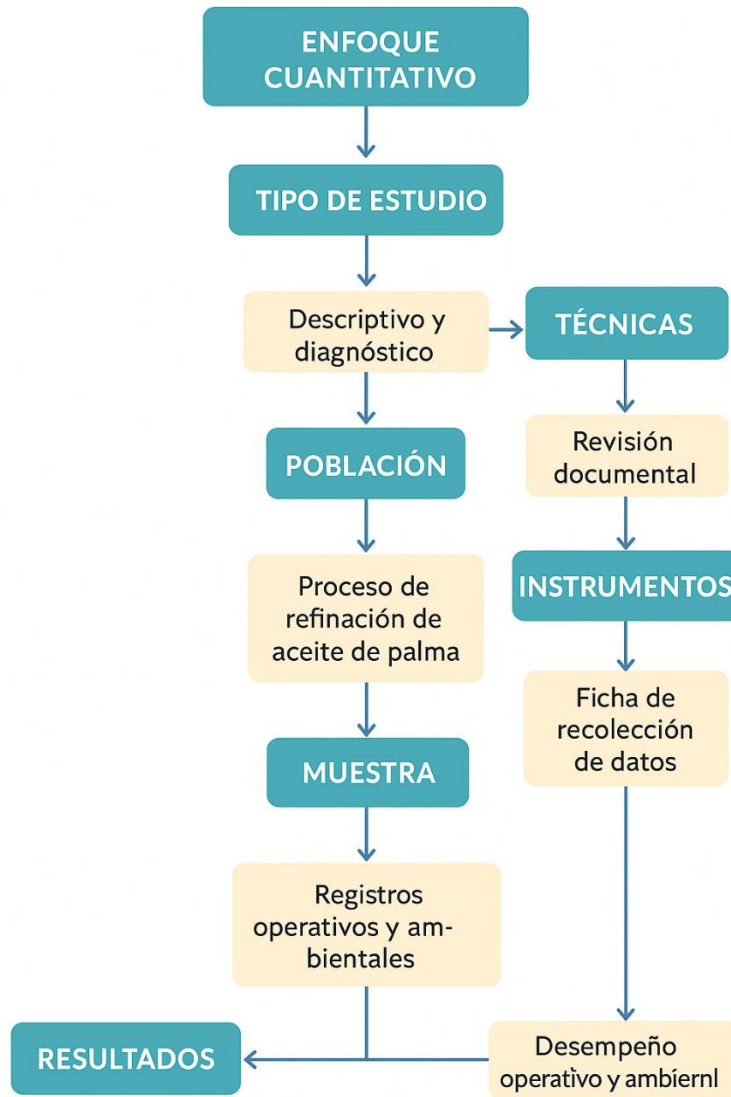 ENFOQUE
CUANTITATIVO
TIPO DE ESTUDIO
Descriptivo y
diagnóstico
TÉCNICAS
POBLACIÓN
Revisión
documental
Proceso de
refinación de
aceite de palma
INSTRUMENTOS
MUESTRA
Ficha de
recolección
de datos
Registros
operativos y am-
bientales
RESULTADOS
Desempeño
operativo y ambiernl